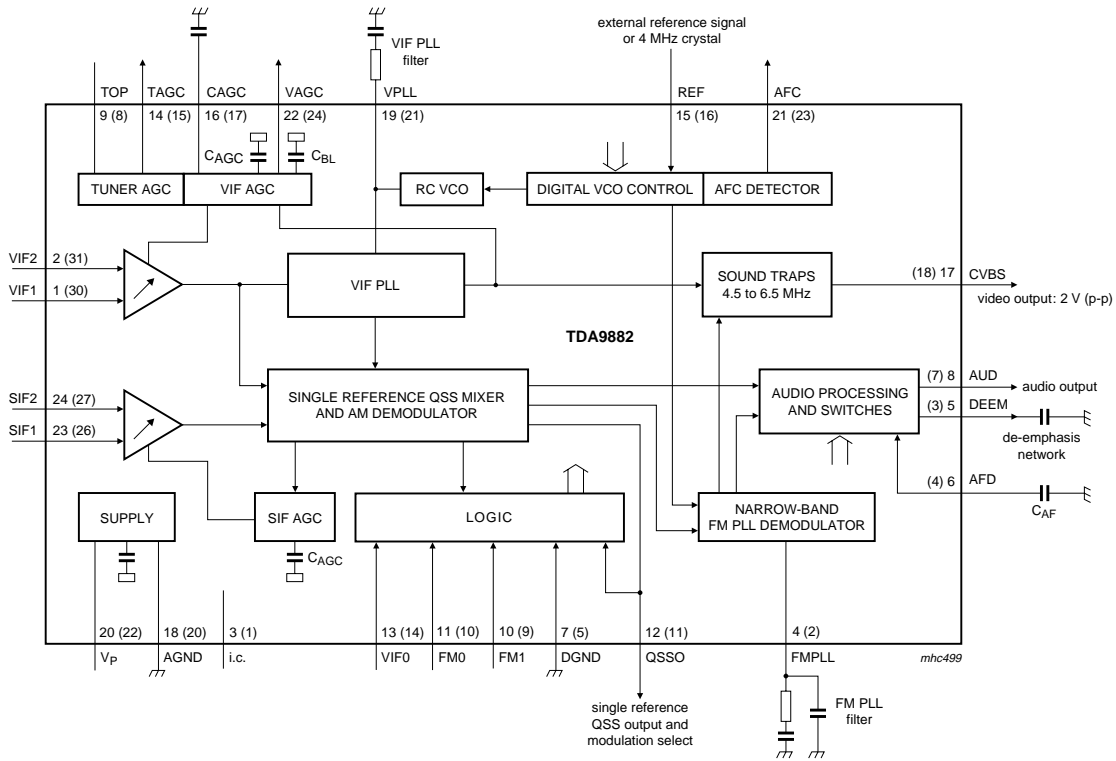 external reference signal
or 4 MHz crystal
VIF PLL
filter
TOP
TAGC
CAGC
VAGC
VPLL
REF
AFC
9 (8)
14 (15)
16 (17)
22 (24)
19 (21)
15 (16)
21 (23)
CAGC
CBL
TUNER AGC
VIF AGC
RC VCO
DIGITAL VCO CONTROL
AFC DETECTOR
VIF2
2 (31)
VIF1
1 (30)
VIF PLL
SOUND TRAPS
4.5 to 6.5 MHz
(18) 17
CVBS
video output: 2 V (p-p)
TDA9882
SIF2
24 (27)
SIF1
23 (26)
SINGLE REFERENCE QSS MIXER
AND AM DEMODULATOR
AUDIO PROCESSING
AND SWITCHES
(7) 8
AUD
audio output
(3) 5
DEEM
de-emphasis
network
(4) 6
AFD
CAF
SUPPLY
SIF AGC
CAGC
LOGIC
NARROW-BAND
FM PLL DEMODULATOR
20 (22)
18 (20)
3 (1)
13 (14)
11 (10)
10 (9)
7 (5)
12 (11)
4 (2)
VP
AGND
i.c.
VIF0
FM0
FM1
DGND
QSSO
FMPLL
mhc499
single reference
QSS output and
modulation select
FM PLL
filter